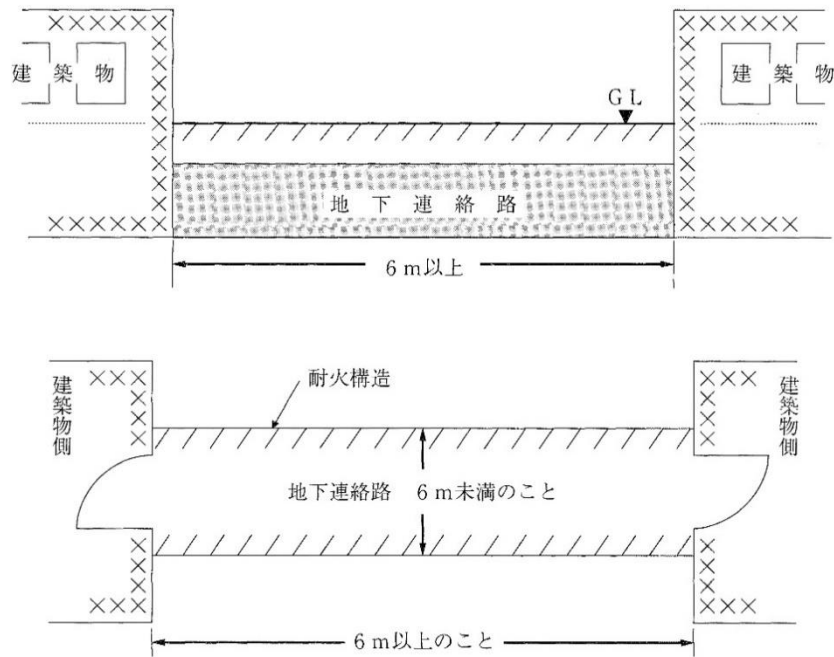 建築物
建築物
GL
地下連絡路
6m以上
建築物側
耐火構造
建築物側
地下連絡路 6m未満のこと
6m以上のこと